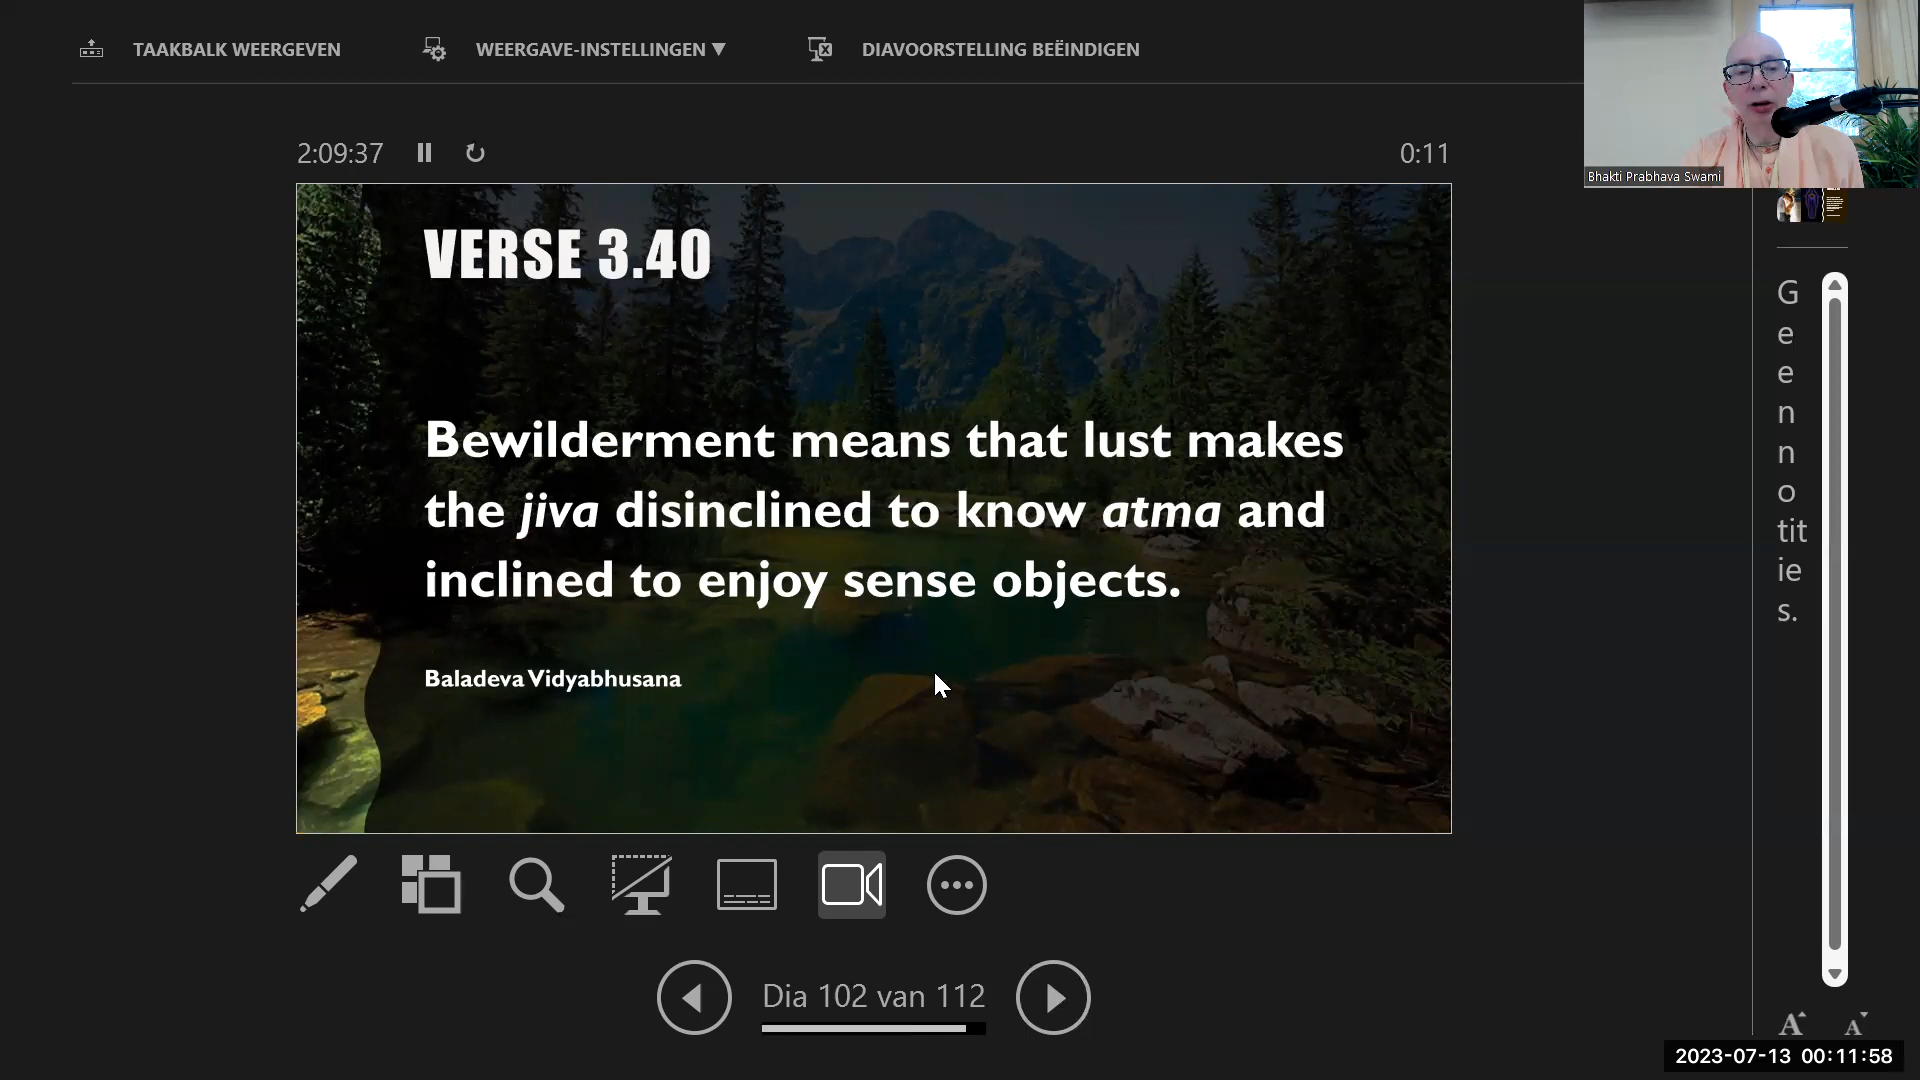 TAAKBALK WEERGEVEN
WEERGAVE-INSTELLINGEN ▼
DIAVOORSTELLING BEËINDIGEN
Bhakti Prabhava Swami
2:09:37
0:11
VERSE 3.40
Bewilderment means that lust makes
the jiva disinclined to know atma and
inclined to enjoy sense objects.
Baladeva Vidyabhusana
G
e
e
n
n
o
tit
ie
s.
Dia 102 van 112
A
A
2023-07-13 00:11:58